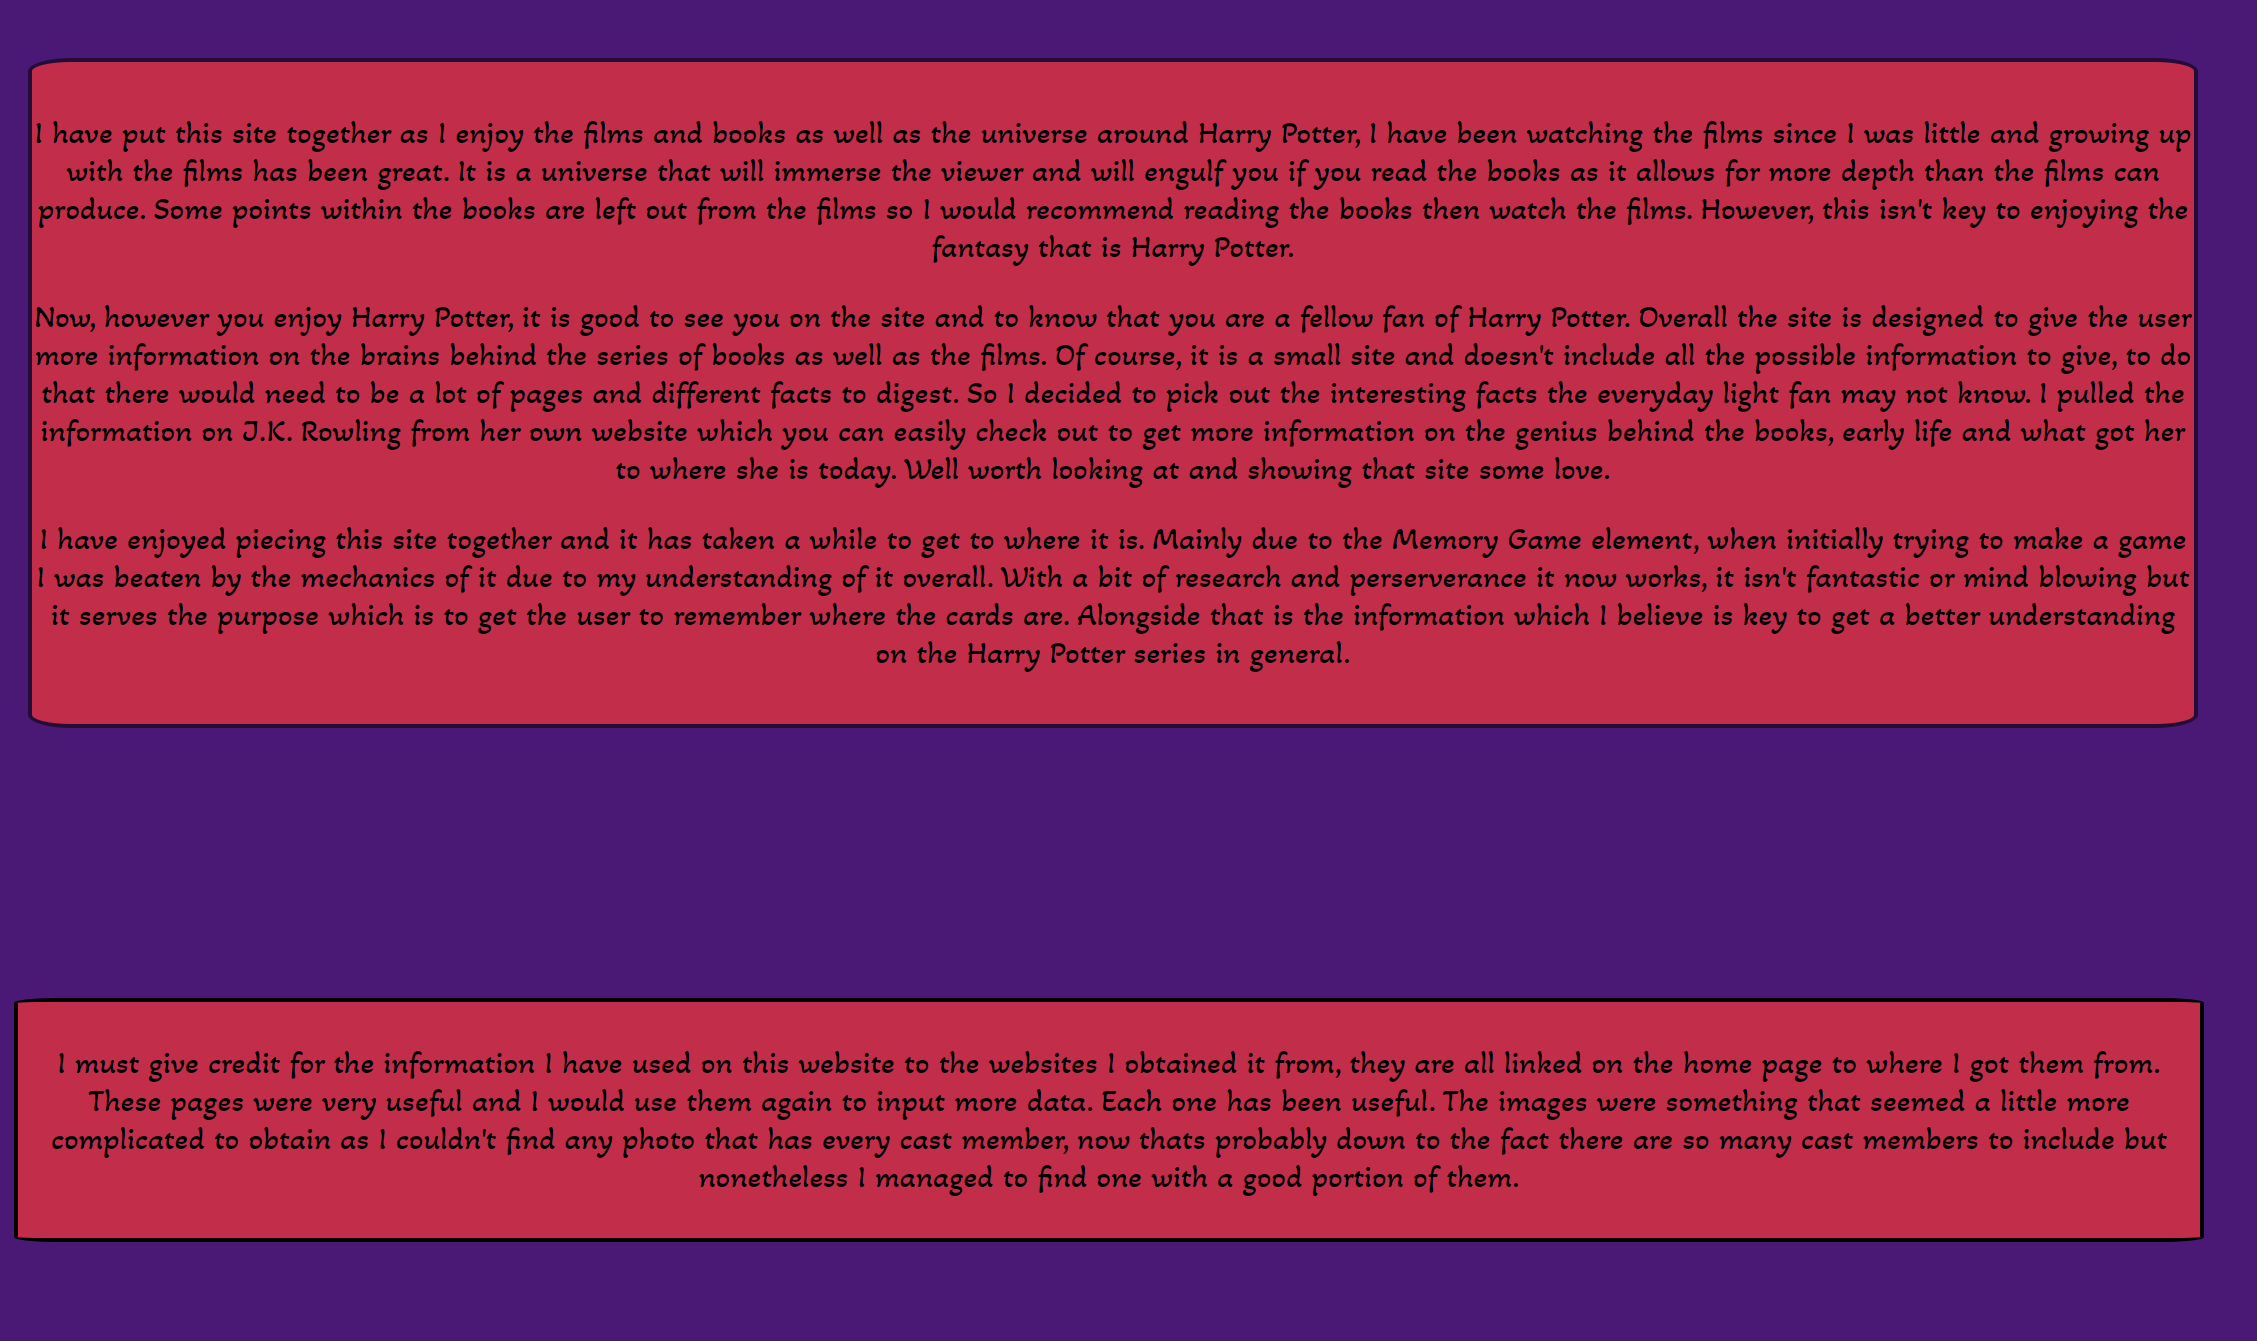 I have put this site together as I enjoy the films and books as well as the universe around Harry Potter, I have been watching the films since I was little and growing up
with the films has been great. It is a universe that will immerse the viewer and will engulf you if you read the books as it allows for more depth than the films can
produce. Some points within the books are left out from the films so I would recommend reading the books then watch the films. However, this isn't key to enjoying the
fantasy that is Harry Potter.
Now, however you enjoy Harry Potter, it is good to see you on the site and to know that you are a fellow fan of Harry Potter. Overall the site is designed to give the user
more information on the brains behind the series of books as well as the films. Of course, it is a small site and doesn't include all the possible information to give, to do
that there would need to be a lot of pages and different facts to digest. So I decided to pick out the interesting facts the everyday light fan may not know. I pulled the
information on J.K. Rowling from her own website which you can easily check out to get more information on the genius behind the books, early life and what got her
to where she is today. Well worth looking at and showing that site some love.
I have enjoyed piecing this site together and it has taken a while to get to where it is. Mainly due to the Memory Game element, when initially trying to make a game
I was beaten by the mechanics of it due to my understanding of it overall. With a bit of research and perserverance it now works, it isn't fantastic or mind blowing but
it serves the purpose which is to get the user to remember where the cards are. Alongside that is the information which I believe is key to get a better understanding
on the Harry Potter series in general.
I must give credit for the information I have used on this website to the websites I obtained it from, they are all linked on the home page to where I got them from.
These pages were very useful and I would use them again to input more data. Each one has been useful. The images were something that seemed a little more
complicated to obtain as I couldn't find any photo that has every cast member, now thats probably down to the fact there are so many cast members to include but
nonetheless I managed to find one with a good portion of them.